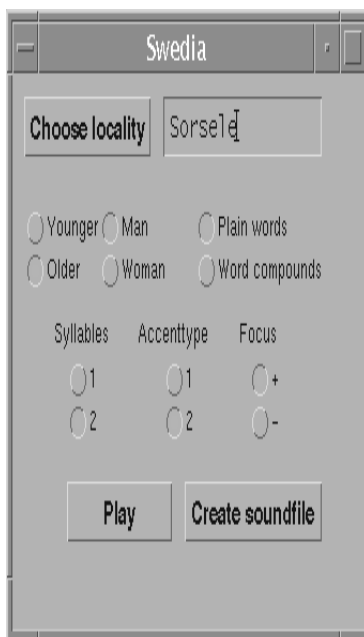 Swedia
Choose locality Sorsele
Younger Man Plain words
Older Woman Word compounds
Syllables Accenttype Focus
1 1 +
2 2 -
Play Create soundfile